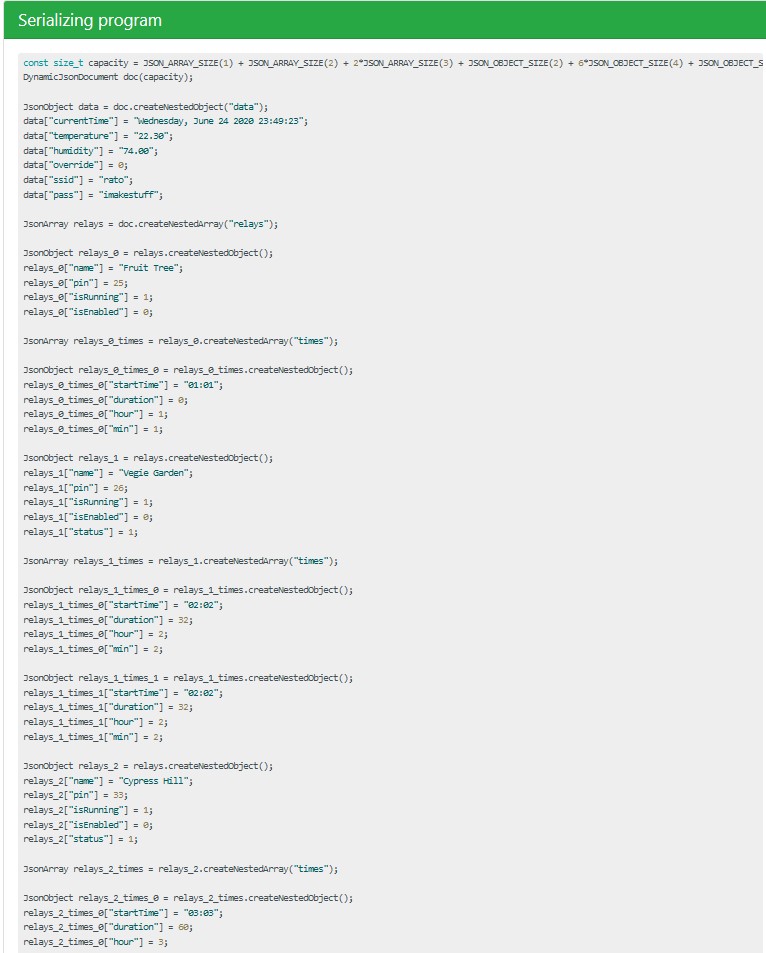 Serializing program
const size_t capacity = JSON_ARRAY_SIZE(1) + JSON_ARRAY_SIZE(2) + 2*JSON_ARRAY_SIZE(3) + JSON_OBJECT_SIZE(2) + 6*JSON_OBJECT_SIZE(4) + JSON_OBJECT_S
DynamicJsonDocument doc(capacity);
JsonObject data = doc.createNestedObject("data");
data["currentTime"] = "Wednesday, June 24 2020 23:49:23";
data["temperature"] = "22.30";
data["humidity"] = "74.00";
data["override"] = 0;
data["ssid"] = "rato";
data["pass"] = "imakestuff";
JsonArray relays = doc.createNestedArray("relays");
JsonObject relays_0 = relays.createNestedObject();
relays_0["name"] = "Fruit Tree";
relays_0["pin"] = 25;
relays_0["isRunning"] = 1;
relays_0["isEnabled"] = 0;
JsonArray relays_0_times = relays_0.createNestedArray("times");
JsonObject relays_0_times_0 = relays_0_times.createNestedObject();
relays_0_times_0["startTime"] = "01:01";
relays_0_times_0["duration"] = 0;
relays_0_times_0["hour"] = 1;
relays_0_times_0["min"] = 1;
JsonObject relays_1 = relays.createNestedObject();
relays_1["name"] = "Vegie Garden";
relays_1["pin"] = 26;
relays_1["isRunning"] = 1;
relays_1["isEnabled"] = 0;
relays_1["status"] = 1;
JsonArray relays_1_times = relays_1.createNestedArray("times");
JsonObject relays_1_times_0 = relays_1_times.createNestedObject();
relays_1_times_0["startTime"] = "02:02";
relays_1_times_0["duration"] = 32;
relays_1_times_0["hour"] = 2;
relays_1_times_0["min"] = 2;
JsonObject relays_1_times_1 = relays_1_times.createNestedObject();
relays_1_times_1["startTime"] = "02:02";
relays_1_times_1["duration"] = 32;
relays_1_times_1["hour"] = 2;
relays_1_times_1["min"] = 2;
JsonObject relays_2 = relays.createNestedObject();
relays_2["name"] = "Cypress Hill";
relays_2["pin"] = 33;
relays_2["isRunning"] = 1;
relays_2["isEnabled"] = 0;
relays_2["status"] = 1;
JsonArray relays_2_times = relays_2.createNestedArray("times");
JsonObject relays_2_times_0 = relays_2_times.createNestedObject();
relays_2_times_0["startTime"] = "03:03";
relays_2_times_0["duration"] = 60;
relays_2_times_0["hour"] = 3;